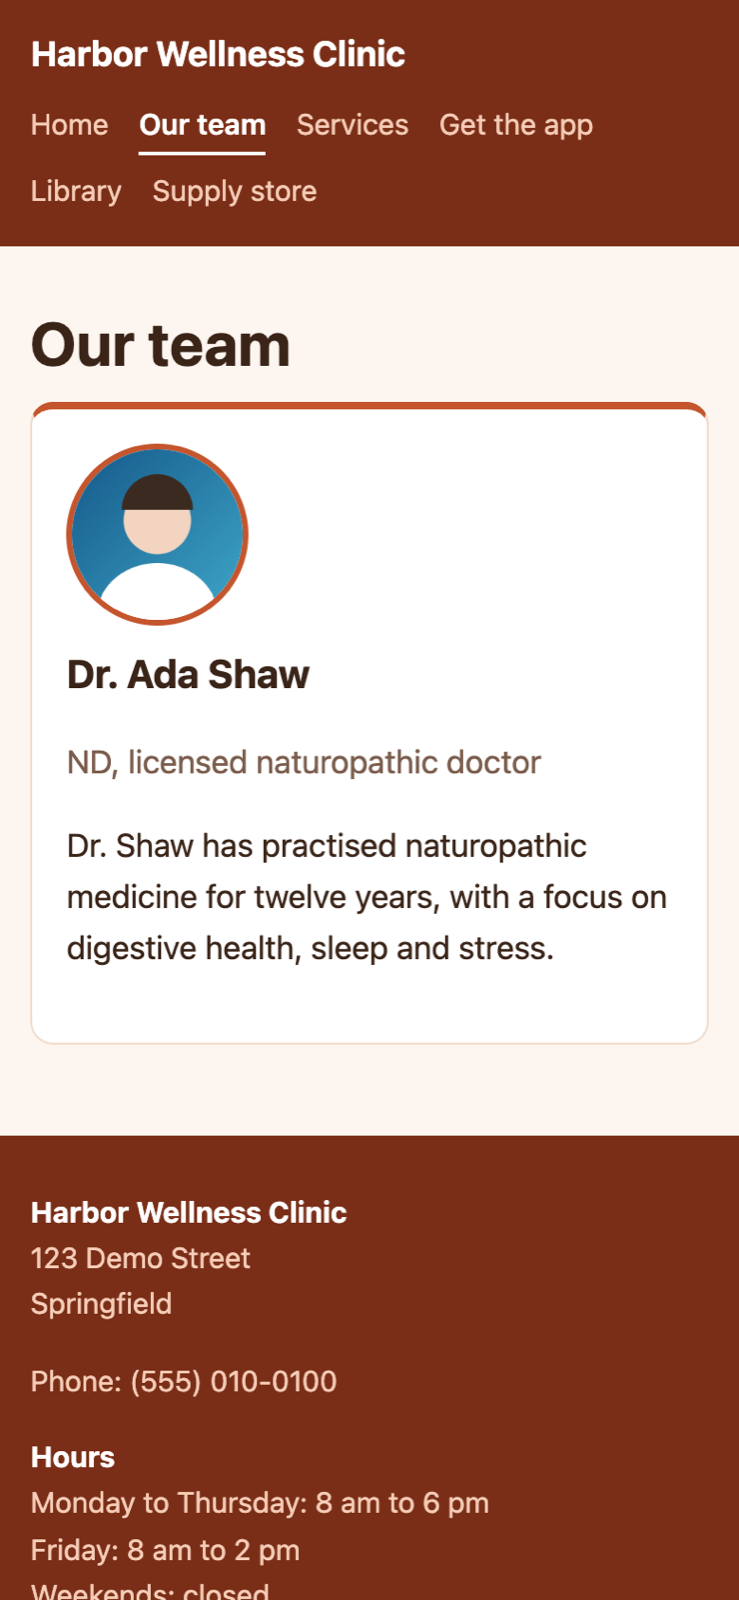 Harbor Wellness Clinic
Home Our team Services Get the app
Library Supply store
Our team
Dr. Ada Shaw
ND, licensed naturopathic doctor
Dr. Shaw has practised naturopathic
medicine for twelve years, with a focus on
digestive health, sleep and stress.
Harbor Wellness Clinic
123 Demo Street
Springfield
Phone: (555) 010-0100
Hours
Monday to Thursday: 8 am to 6 pm
Friday: 8 am to 2 pm
Weekends: closed